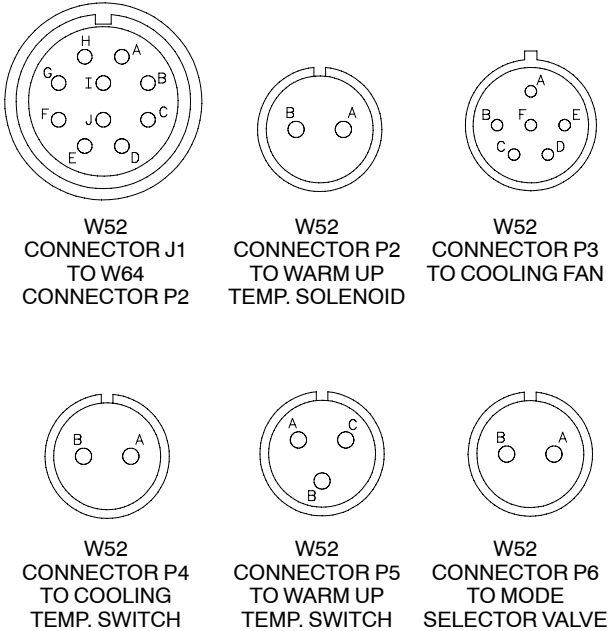 H A
G I B
F J C
E D
W52
CONNECTOR J1
TO W64
CONNECTOR P2
B A
W52
CONNECTOR P2
TO WARM UP
TEMP. SOLENOID
A
B F E
C D
W52
CONNECTOR P3
TO COOLING FAN
B A
W52
CONNECTOR P4
TO COOLING
TEMP. SWITCH
A C
B
W52
CONNECTOR P5
TO WARM UP
TEMP. SWITCH
B A
W52
CONNECTOR P6
TO MODE
SELECTOR VALVE